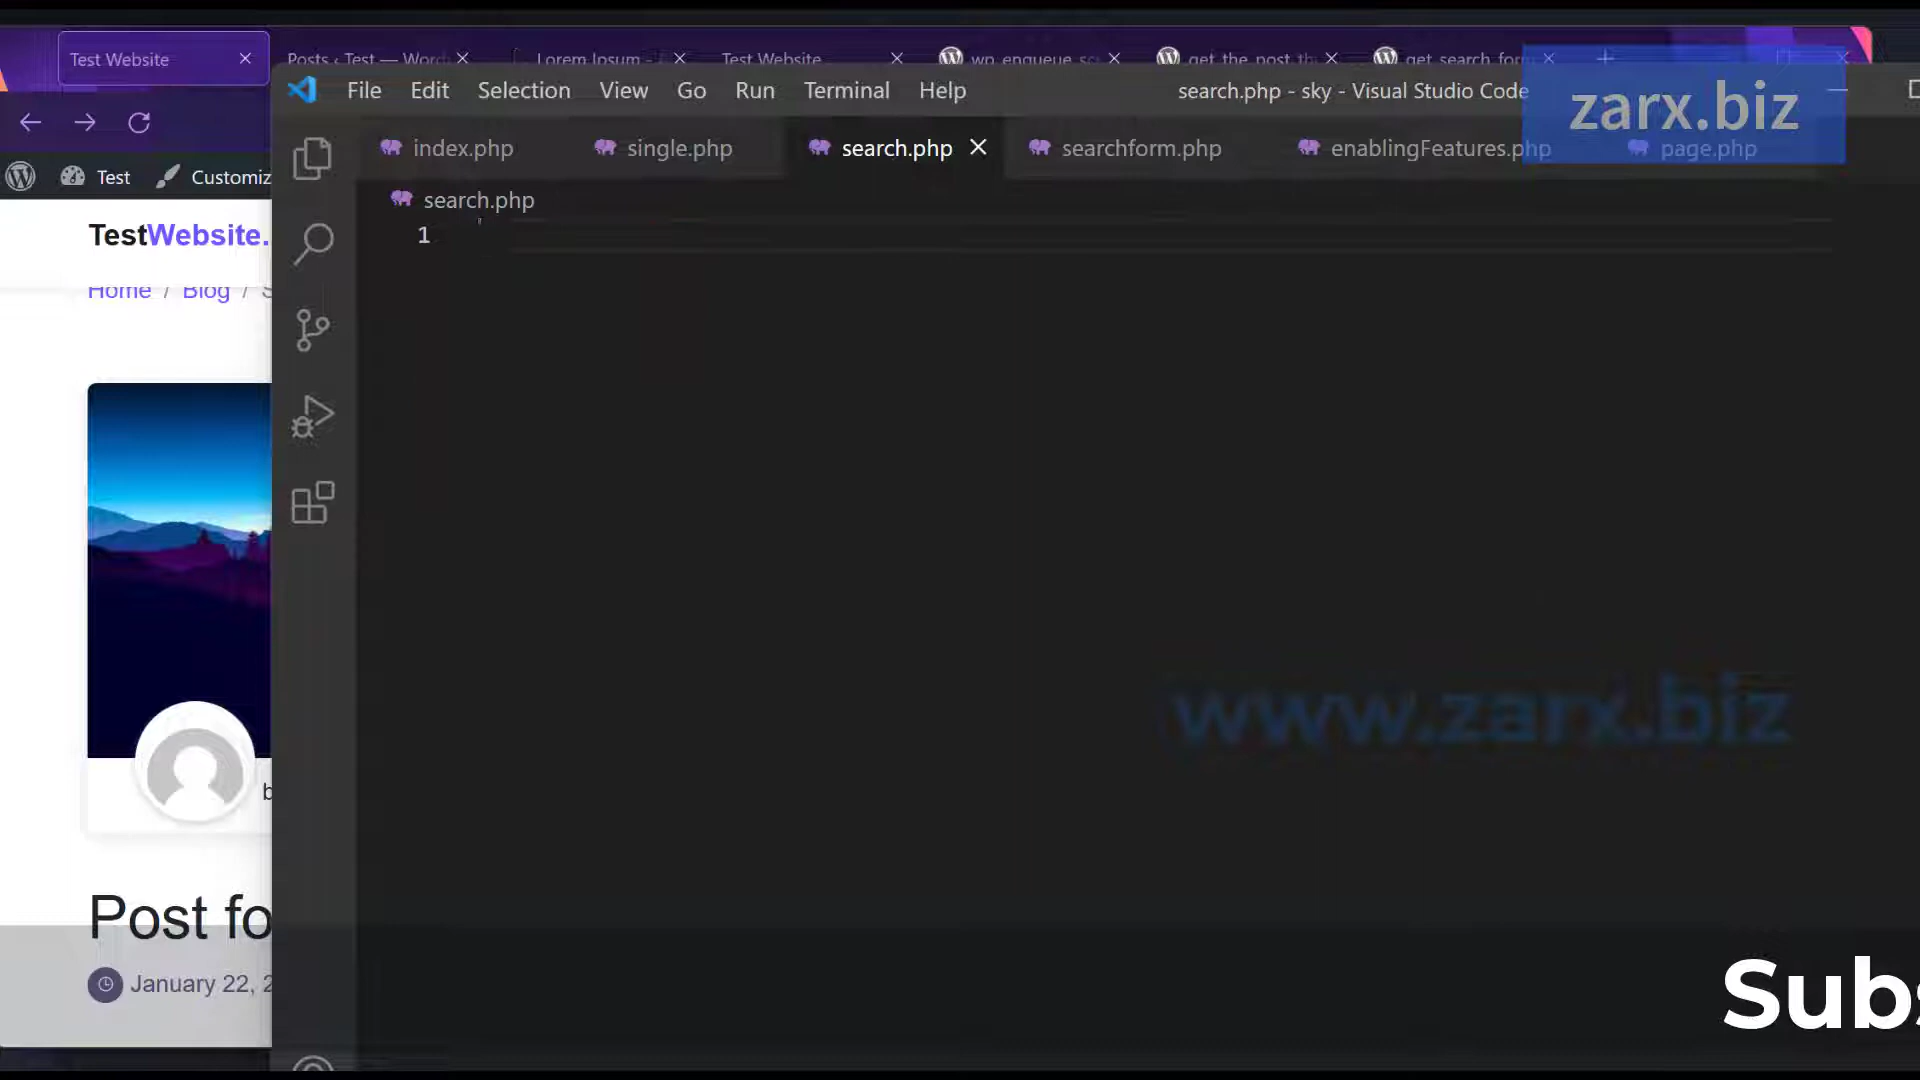 Test Website
Posts ‹ Test — Word
Lorem Ipsum -
Test Website
wp_enqueue_sc
get_the_post_th
get_search_form
File Edit Selection View Go Run Terminal Help
search.php - sky - Visual Studio Code
zarx.biz
index.php
single.php
search.php
searchform.php
enablingFeatures.php
page.php
Test
Customiz
search.php
1
TestWebsite.
Home / Blog / S
www.zarx.biz
b
Post fo
January 22, 2
Subs